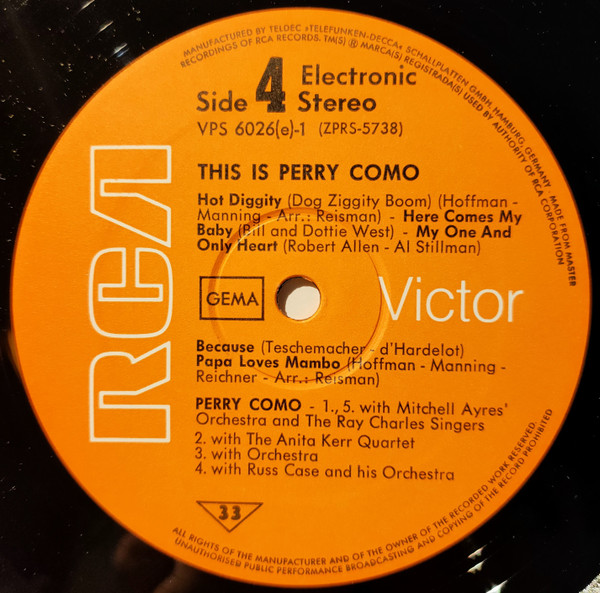 MANUFACTURED BY TELDEC »TELEFUNKEN-DECCA« SCHALLPLATTEN GMBH, HAMBURG, GERMANY · MADE FROM MASTER
RECORDINGS OF RCA RECORDS. TM(S) ® MARCA(S) REGISTRADA(S) USED BY AUTHORITY OF RCA CORPORATION
Side 4 Electronic
Stereo
VPS 6026(e)-1 (ZPRS-5738)
THIS IS PERRY COMO
Hot Diggity (Dog Ziggity Boom) (Hoffman -
Manning - Arr.: Reisman) - Here Comes My
Baby (Bill and Dottie West) - My One And
Only Heart (Robert Allen - Al Stillman)
RCA
GEMA
Victor
Because (Teschemacher - d'Hardelot)
Papa Loves Mambo (Hoffman - Manning -
Reichner - Arr.: Reisman)
PERRY COMO - 1., 5. with Mitchell Ayres'
Orchestra and The Ray Charles Singers
2. with The Anita Kerr Quartet
3. with Orchestra
4. with Russ Case and his Orchestra
33
ALL RIGHTS OF THE MANUFACTURER AND OF THE OWNER OF THE RECORDED WORK RESERVED.
UNAUTHORISED PUBLIC PERFORMANCE BROADCASTING AND COPYING OF THE RECORD PROHIBITED